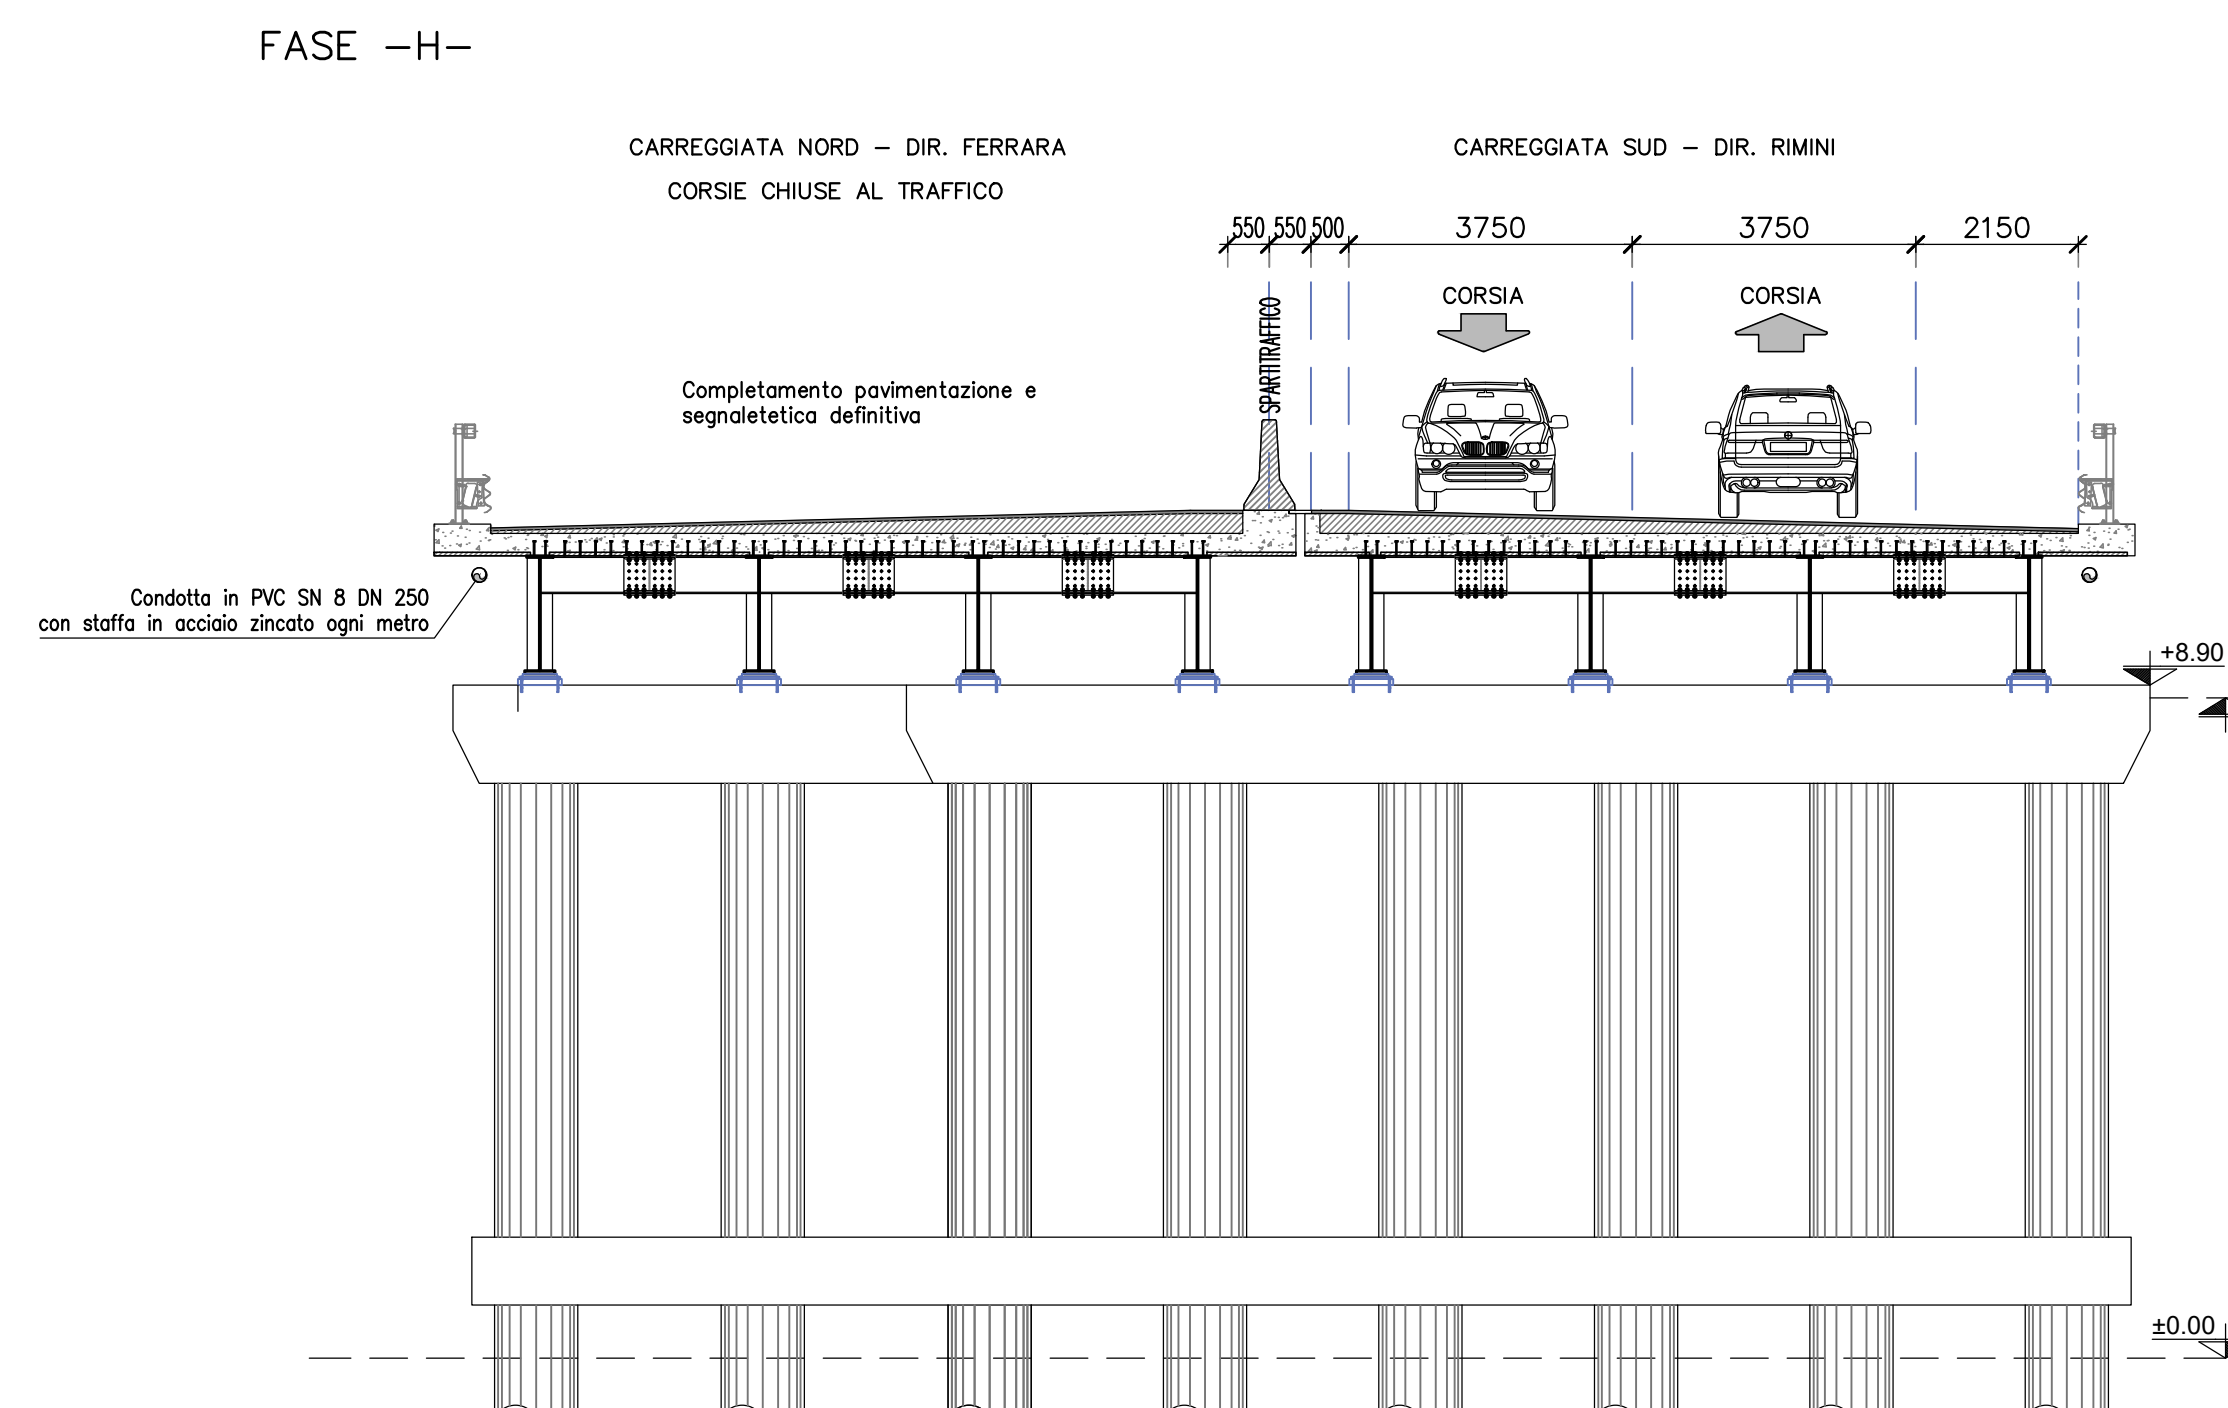 FASE –H–
CARREGGIATA NORD – DIR. FERRARA
CORSIE CHIUSE AL TRAFFICO
CARREGGIATA SUD – DIR. RIMINI
550 550 500 3750 3750 2150
CORSIA
CORSIA
SPARTITRAFFICO
Completamento pavimentazione e
segnaletetica definitiva
Condotta in PVC SN 8 DN 250
con staffa in acciaio zincato ogni metro
+8.90
±0.00